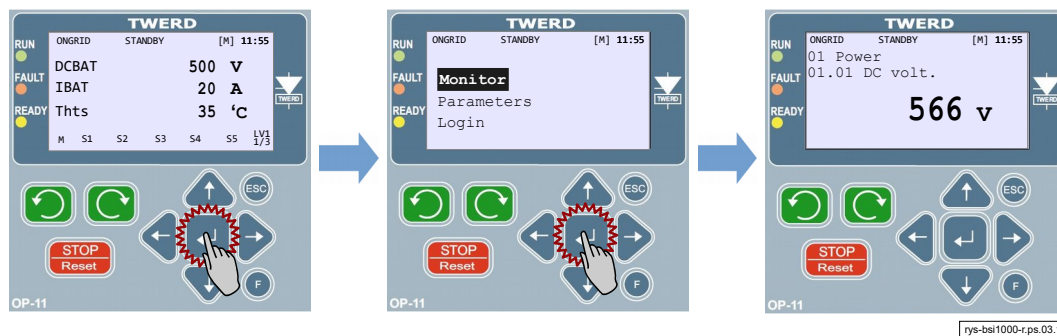 TWERD
RUN
FAULT
READY
ONGRID STANDBY [M] 11:55
DCBAT 500 V
IBAT 20 A
Thts 35 ‘C
M S1 S2 S3 S4 S5 LV1 1/3
TWERD
ESC
STOP
Reset
F
OP-11
TWERD
RUN
FAULT
READY
ONGRID STANDBY [M] 11:55
Monitor
Parameters
Login
TWERD
ESC
STOP
Reset
F
OP-11
TWERD
RUN
FAULT
READY
ONGRID STANDBY [M] 11:55
01 Power
01.01 DC volt.
566 v
TWERD
ESC
STOP
Reset
F
OP-11
rys-bsi1000-r.ps.03.